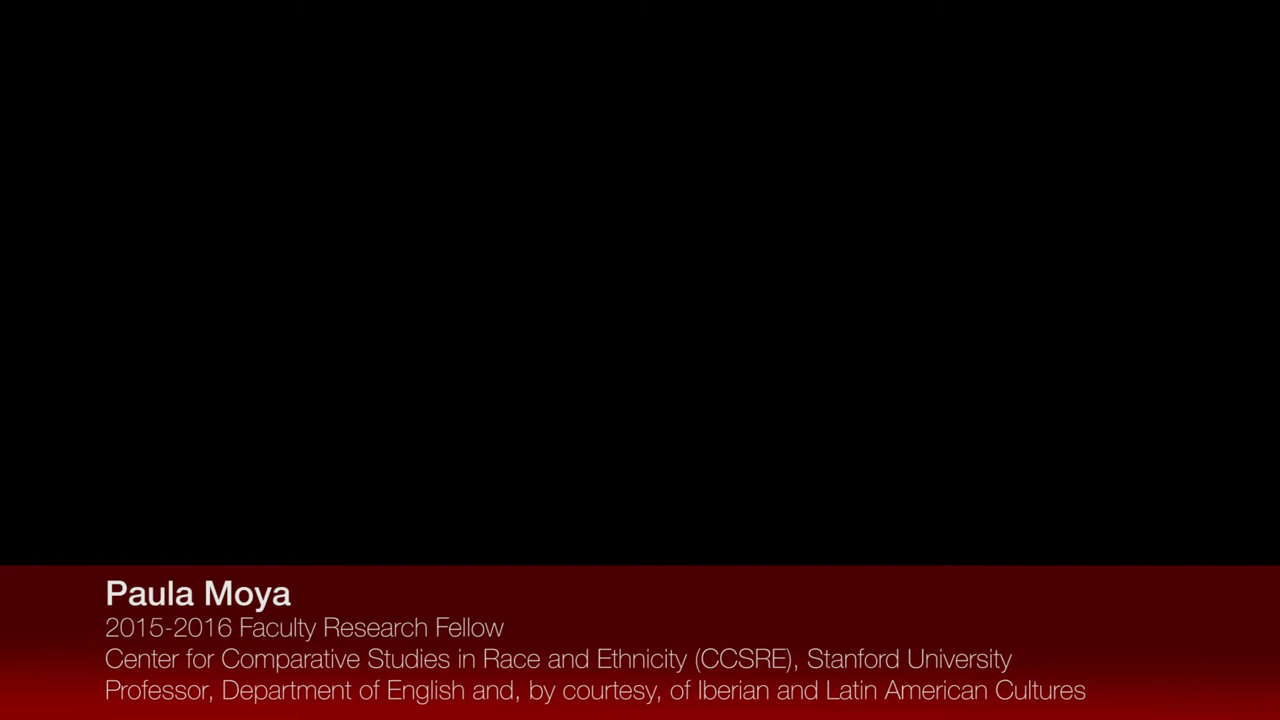 Paula Moya
2015-2016 Faculty Research Fellow
Center for Comparative Studies in Race and Ethnicity (CCSRE), Stanford University
Professor, Department of English and, by courtesy, of Iberian and Latin American Cultures